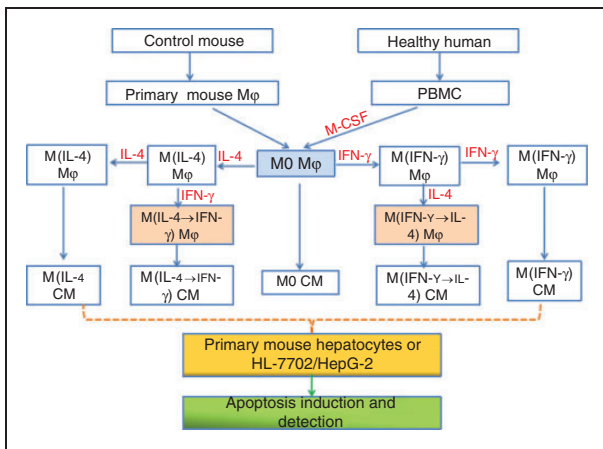 Control mouse
Healthy human
Primary mouse Mφ
PBMC
M-CSF
M(IL-4)
Mφ
IL-4
M(IL-4)
Mφ
IL-4
M0 Mφ
IFN-γ
M(IFN-γ)
Mφ
IFN-γ
M(IFN-γ)
Mφ
IFN-γ
IL-4
M(IL-4→IFN-
γ) Mφ
M(IFN-Y→IL-
4) Mφ
M(IL-4
CM
M(IL-4→IFN-
γ) CM
M0 CM
M(IFN-Y→IL-
4) CM
M(IFN-γ)
CM
Primary mouse hepatocytes or
HL-7702/HepG-2
Apoptosis induction and
detection